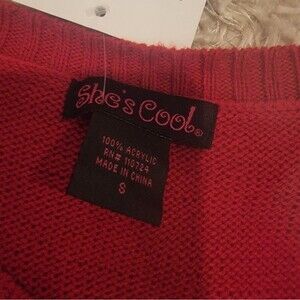 She's Cool®
100% ACRYLIC
RN# 110724
MADE IN CHINA
S